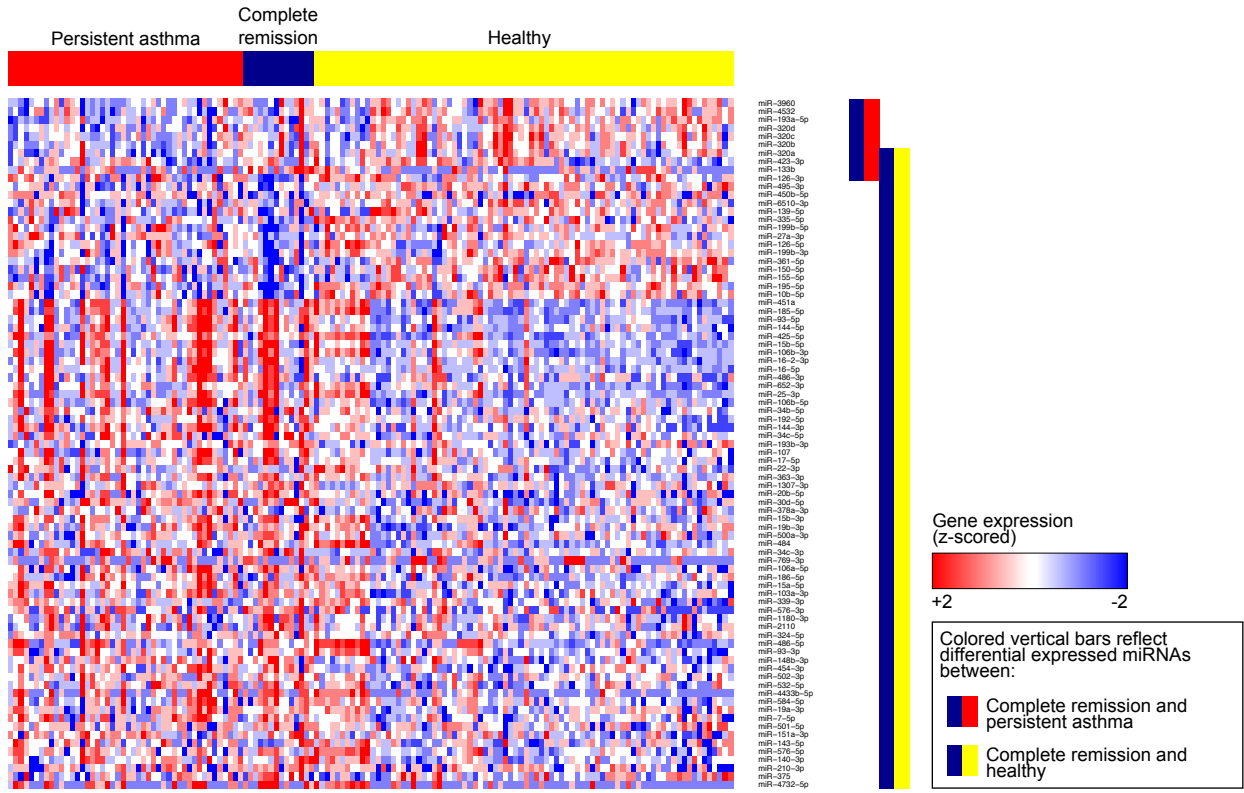 Persistent asthma
Complete
remission
Healthy
miR−3960
miR−4532
miR−193a−5p
miR−320d
miR−320c
miR−320b
miR−320a
miR−423−3p
miR−133b
miR−126−3p
miR−495−3p
miR−450b−5p
miR−6510−3p
miR−139−5p
miR−335−5p
miR−199b−5p
miR−27a−3p
miR−126−5p
miR−199b−3p
miR−361−5p
miR−150−5p
miR−155−5p
miR−195−5p
miR−10b−5p
miR−451a
miR−185−5p
miR−93−5p
miR−144−5p
miR−425−5p
miR−15b−5p
miR−106b−3p
miR−16−2−3p
miR−16−5p
miR−486−3p
miR−652−3p
miR−25−3p
miR−106b−5p
miR−34b−5p
miR−192−5p
miR−144−3p
miR−34c−5p
miR−193b−3p
miR−107
miR−17−5p
miR−22−3p
miR−363−3p
miR−1307−3p
miR−20b−5p
miR−30d−5p
miR−378a−3p
miR−15b−3p
miR−19b−3p
miR−500a−3p
miR−484
miR−34c−3p
miR−769−3p
miR−106a−5p
miR−186−5p
miR−15a−5p
miR−103a−3p
miR−339−3p
miR−576−3p
miR−1180−3p
miR−2110
miR−324−5p
miR−486−5p
miR−93−3p
miR−148b−3p
miR−454−3p
miR−502−3p
miR−532−5p
miR−4433b−5p
miR−584−5p
miR−19a−3p
miR−7−5p
miR−501−5p
miR−151a−3p
miR−143−5p
miR−576−5p
miR−140−3p
miR−210−3p
miR−375
miR−4732−5p
Gene expression
(z-scored)
+2 -2
Colored vertical bars reflect
differential expressed miRNAs
between:
Complete remission and
persistent asthma
Complete remission and
healthy